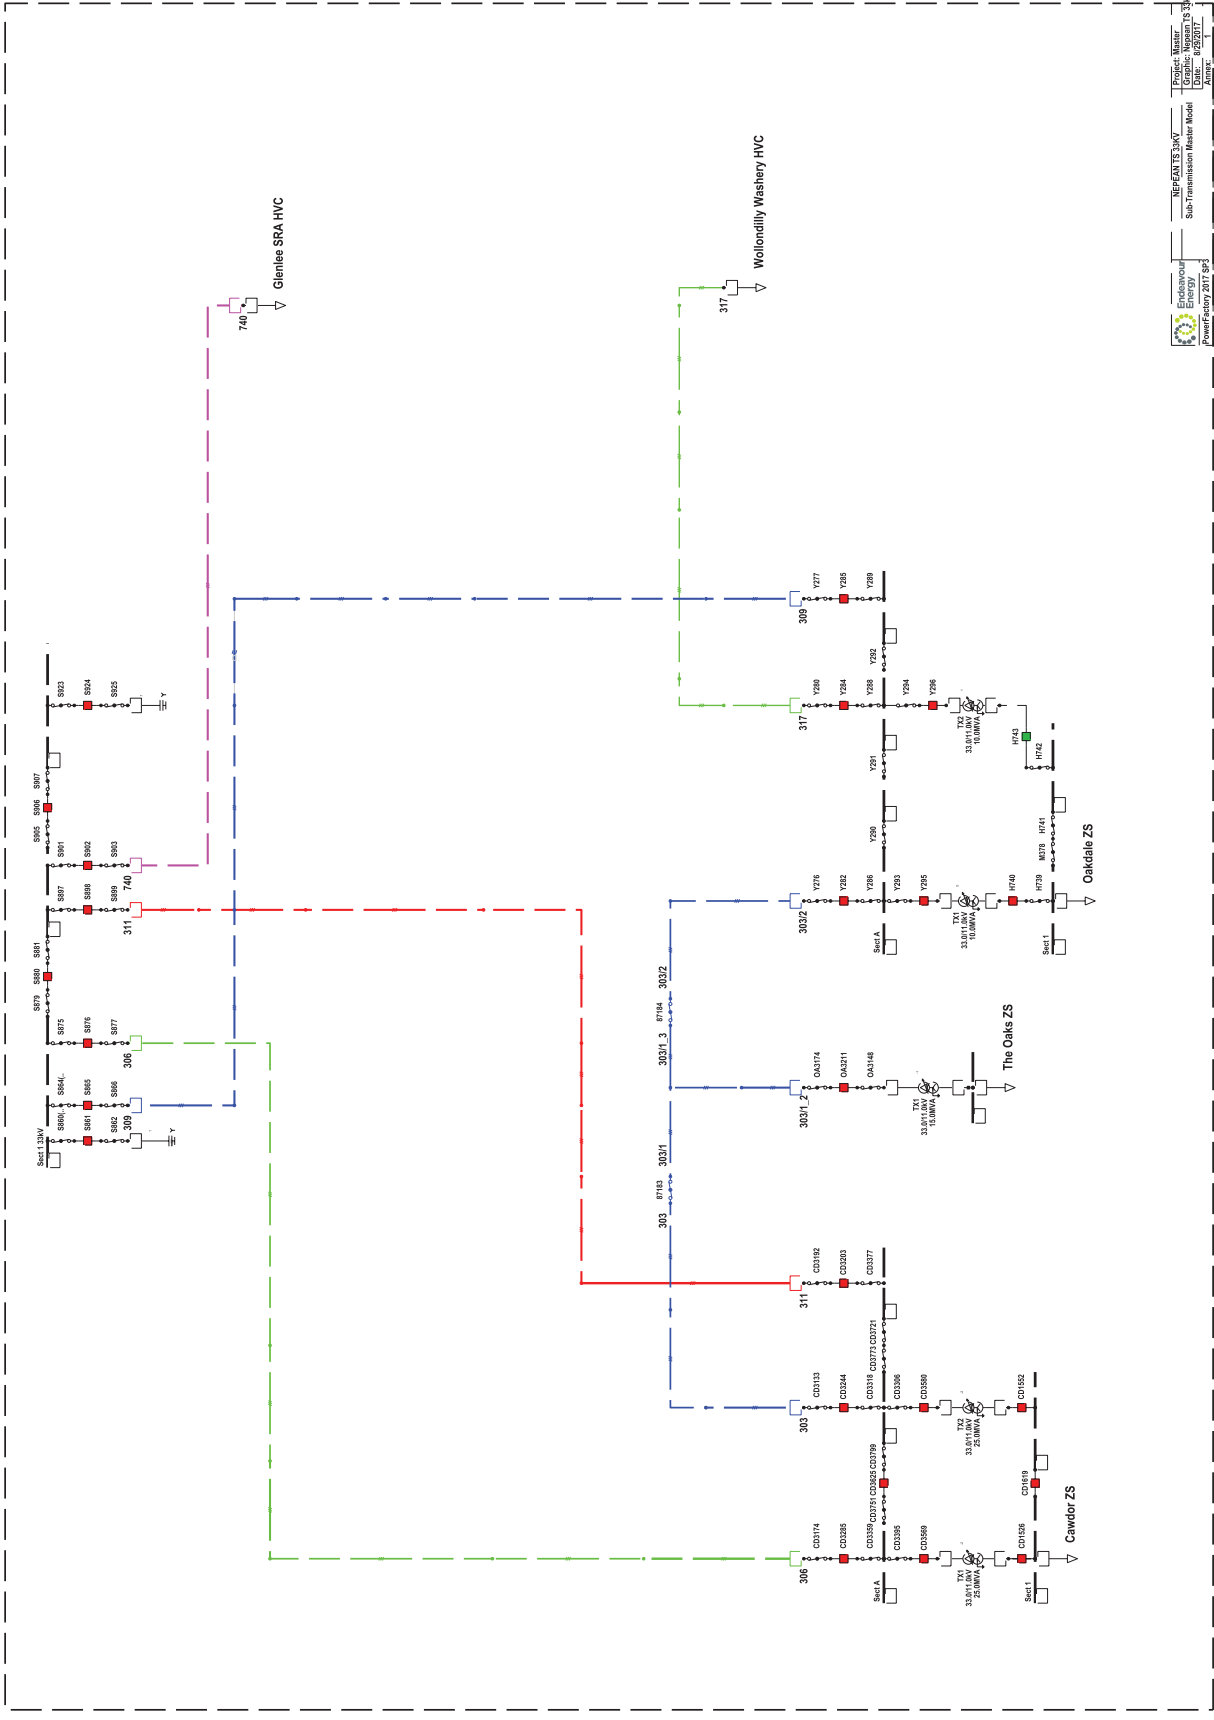 Project: Master
Graphic: Nepean TS 33
Date: 8/29/2017
Annex: 1
NEPEAN TS 33KV
Sub-Transmission Master Model
Endeavour
Energy
PowerFactory 2017 SP3
Sect 1 33kV
S860(..
S861
S862
309
Y
S864(..
S865
S866
S875
S876
S877
306
S879
S880
S881
S897
S898
S899
311
S901
S902
S903
740
S905
S906
S907
S923
S924
S925
Y
740
Glenlee SRA HVC
317
Wollondilly Washery HVC
303
87183
303/1
303/1_3
87184
303/2
306
CD3174
CD3285
CD3359
CD3395
CD3569
Sect A
TX1
33.0/11.0kV
25.0MVA
CD1526
Sect 1
CD3751
CD3625
CD3799
CD1619
Cawdor ZS
303
CD3133
CD3244
CD3318
CD3306
CD3580
TX2
33.0/11.0kV
25.0MVA
CD1552
CD3773
CD3721
311
CD3192
CD3203
CD3377
303/1_2
OA3174
OA3211
OA3148
TX1
33.0/11.0kV
15.0MVA
The Oaks ZS
303/2
Y276
Y282
Y286
Y293
Y295
Sect A
TX1
33.0/11.0kV
10.0MVA
H740
H739
Sect 1
Y290
Y291
M378
H741
Oakdale ZS
317
Y280
Y284
Y288
Y294
Y296
TX2
33.0/11.0kV
10.0MVA
H743
H742
Y292
309
Y277
Y285
Y289